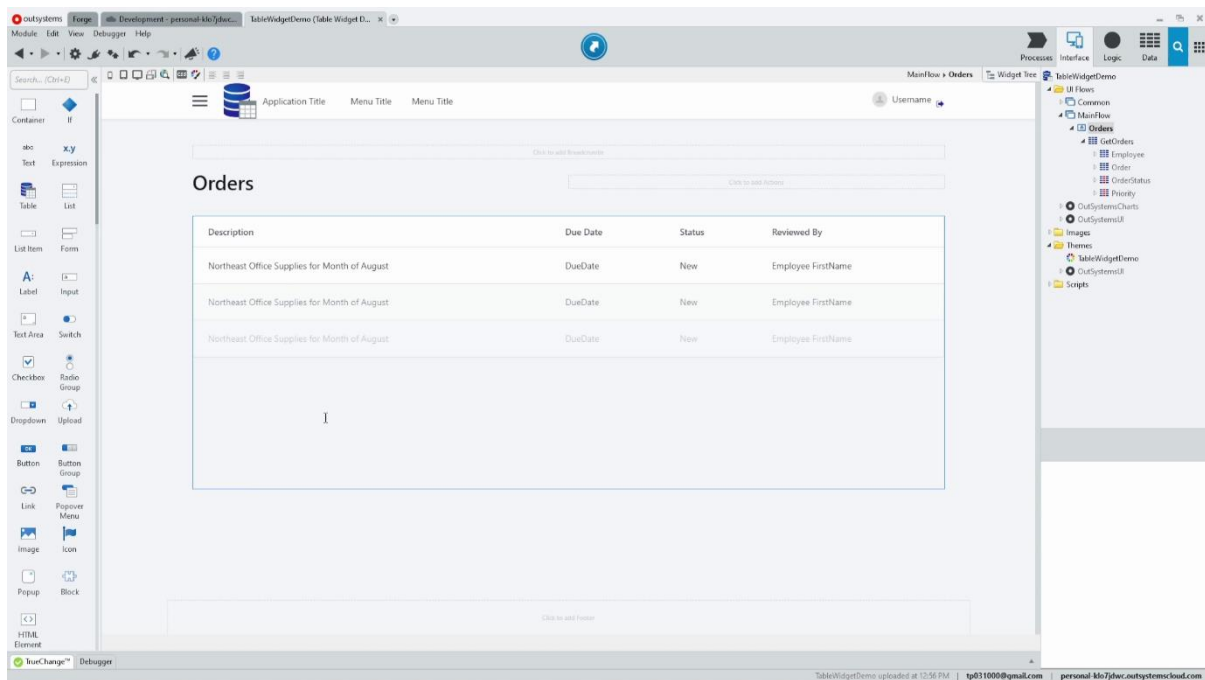 outsystems
Forge
Development - personal-klo7jdwc...
TableWidgetDemo (Table Widget D...
Module Edit View Debugger Help
Processes Interface Logic Data
Search... (Ctrl+E)
MainFlow ▸ Orders
Widget Tree
Container If
abc x.y
Text Expression
Table List
List Item Form
A:
Label Input
Text Area Switch
Checkbox Radio Group
Dropdown Upload
OK
Button Button Group
Link Popover Menu
Image Icon
Popup Block
HTML Element
Application Title Menu Title Menu Title
Username
Click to add Breadcrumbs
Orders
Click to add Actions
Description Due Date Status Reviewed By
Northeast Office Supplies for Month of August DueDate New Employee FirstName
Northeast Office Supplies for Month of August DueDate New Employee FirstName
Northeast Office Supplies for Month of August DueDate New Employee FirstName
Click to add Footer
TableWidgetDemo
UI Flows
Common
MainFlow
Orders
GetOrders
Employee
Order
OrderStatus
Priority
OutSystemsCharts
OutSystemsUI
Images
Themes
TableWidgetDemo
OutSystemsUI
Scripts
TrueChange™ Debugger
TableWidgetDemo uploaded at 12:56 PM | tp031000@gmail.com | personal-klo7jdwc.outsystemscloud.com